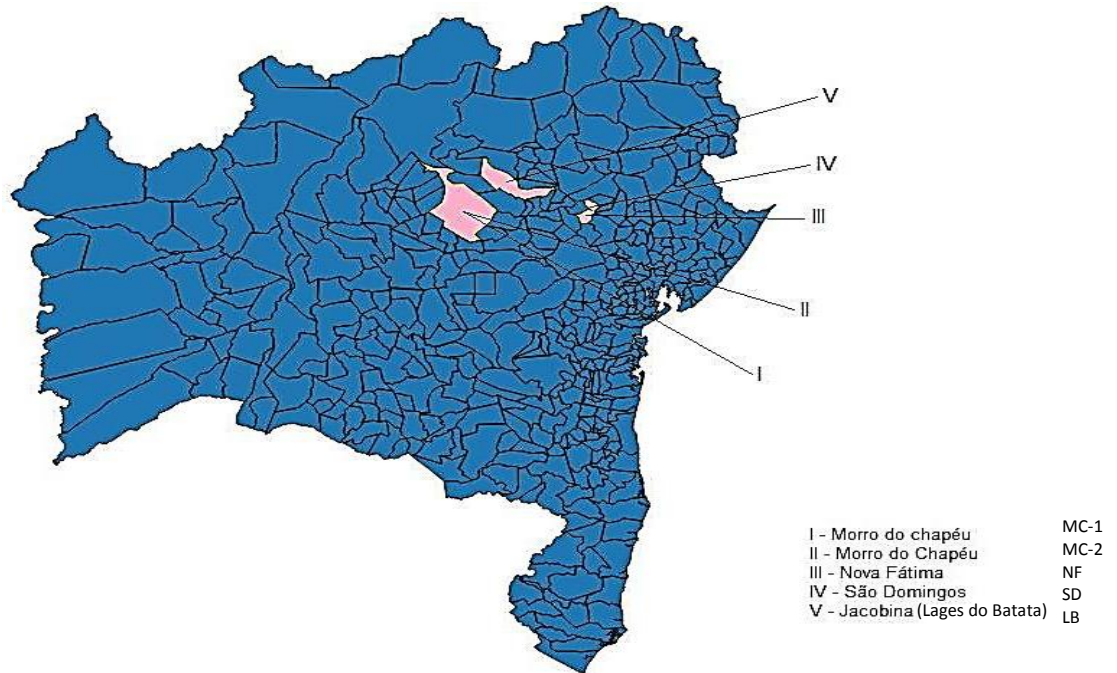 V
IV
III
II
I
I - Morro do chapéu MC-1
II - Morro do Chapéu MC-2
III - Nova Fátima NF
IV - São Domingos SD
V - Jacobina (Lages do Batata) LB